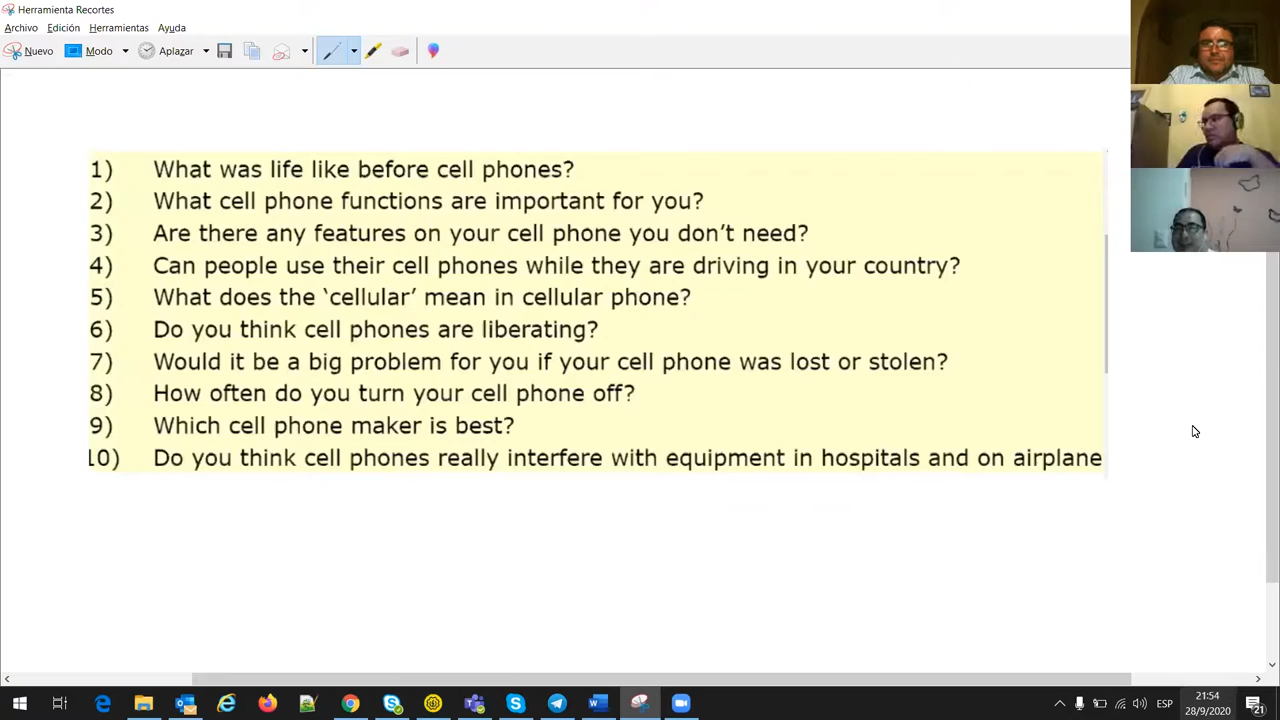 Herramienta Recortes
Archivo Edición Herramientas Ayuda
Nuevo Modo Aplazar
1) What was life like before cell phones?
2) What cell phone functions are important for you?
3) Are there any features on your cell phone you don’t need?
4) Can people use their cell phones while they are driving in your country?
5) What does the ‘cellular’ mean in cellular phone?
6) Do you think cell phones are liberating?
7) Would it be a big problem for you if your cell phone was lost or stolen?
8) How often do you turn your cell phone off?
9) Which cell phone maker is best?
10) Do you think cell phones really interfere with equipment in hospitals and on airplane
ESP
21:54
28/9/2020
21